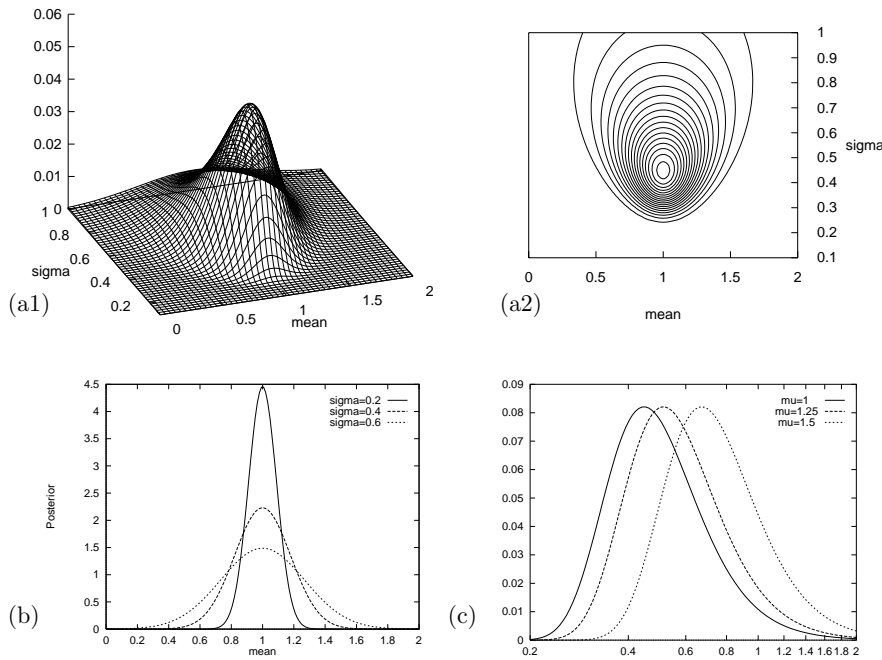 0.06
0.05
0.04
0.03
0.02
0.01
0
1
0.8
0.6
0.4
0.2
sigma
0
0.5
1
1.5
2
mean
(a1)
1
0.9
0.8
0.7
0.6
0.5
0.4
0.3
0.2
0.1
sigma
0 0.5 1 1.5 2
mean
(a2)
4.5
4
3.5
3
2.5
2
1.5
1
0.5
0
Posterior
sigma=0.2
sigma=0.4
sigma=0.6
0 0.2 0.4 0.6 0.8 1 1.2 1.4 1.6 1.8 2
mean
(b)
0.09
0.08
0.07
0.06
0.05
0.04
0.03
0.02
0.01
0
mu=1
mu=1.25
mu=1.5
0.2 0.4 0.6 0.8 1 1.2 1.4 1.6 1.8 2
(c)